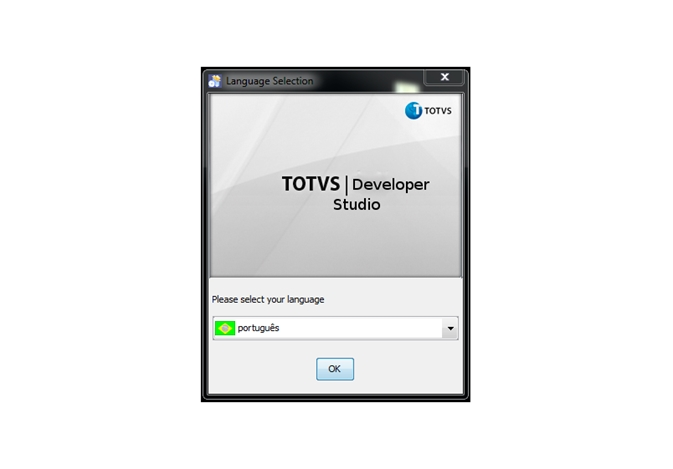 Language Selection
TOTVS
TOTVS | Developer
Studio
Please select your language
português
OK